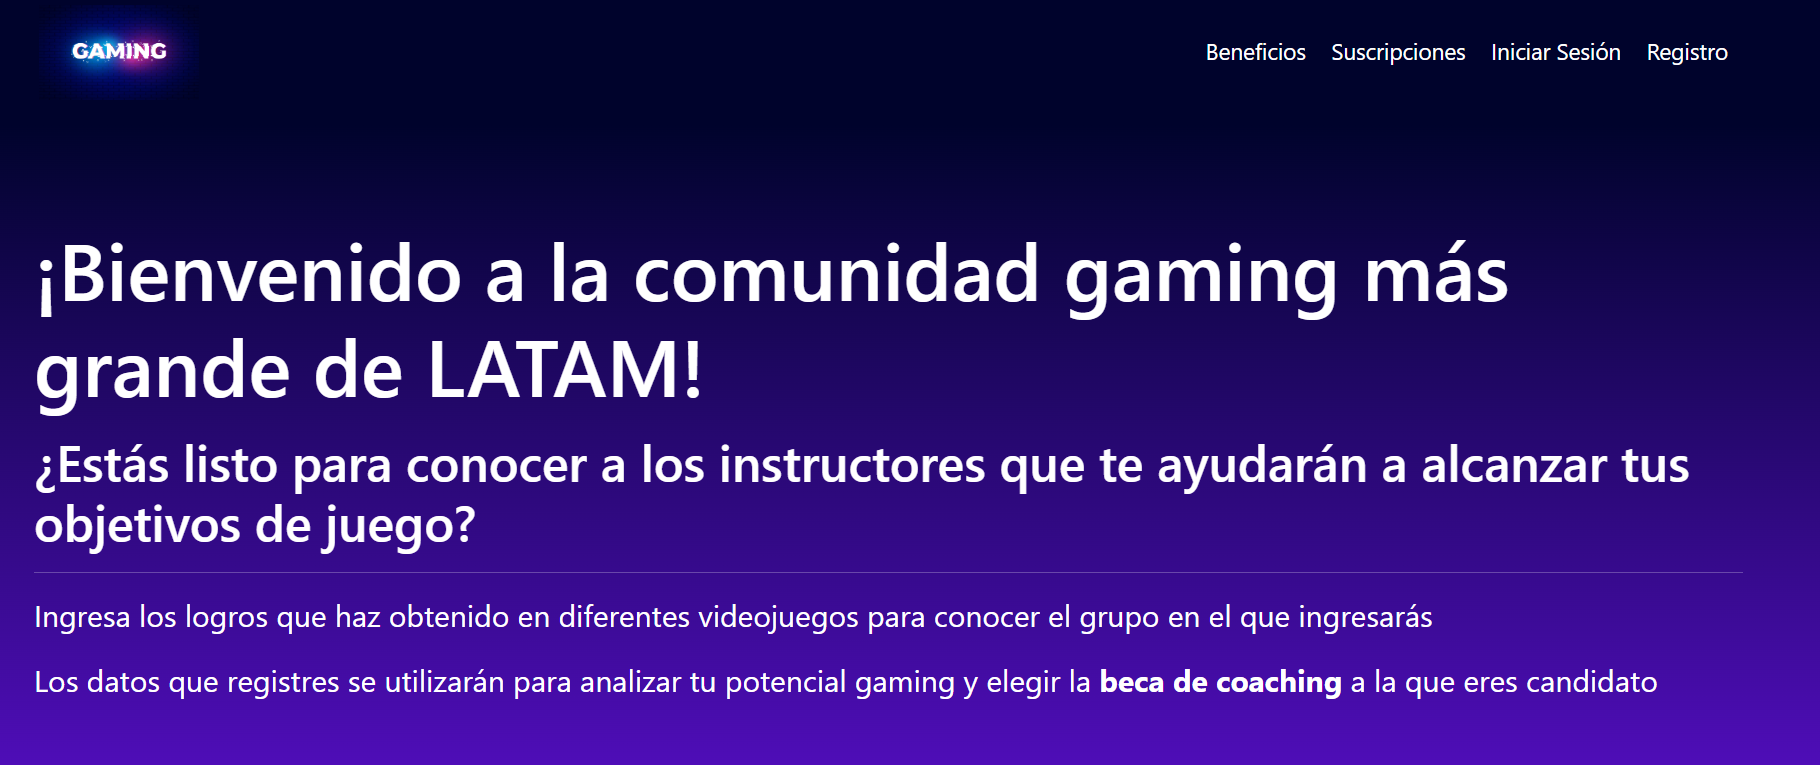 GAMING
Beneficios Suscripciones Iniciar Sesión Registro
¡Bienvenido a la comunidad gaming más
grande de LATAM!
¿Estás listo para conocer a los instructores que te ayudarán a alcanzar tus
objetivos de juego?
Ingresa los logros que haz obtenido en diferentes videojuegos para conocer el grupo en el que ingresarás
Los datos que registres se utilizarán para analizar tu potencial gaming y elegir la beca de coaching a la que eres candidato